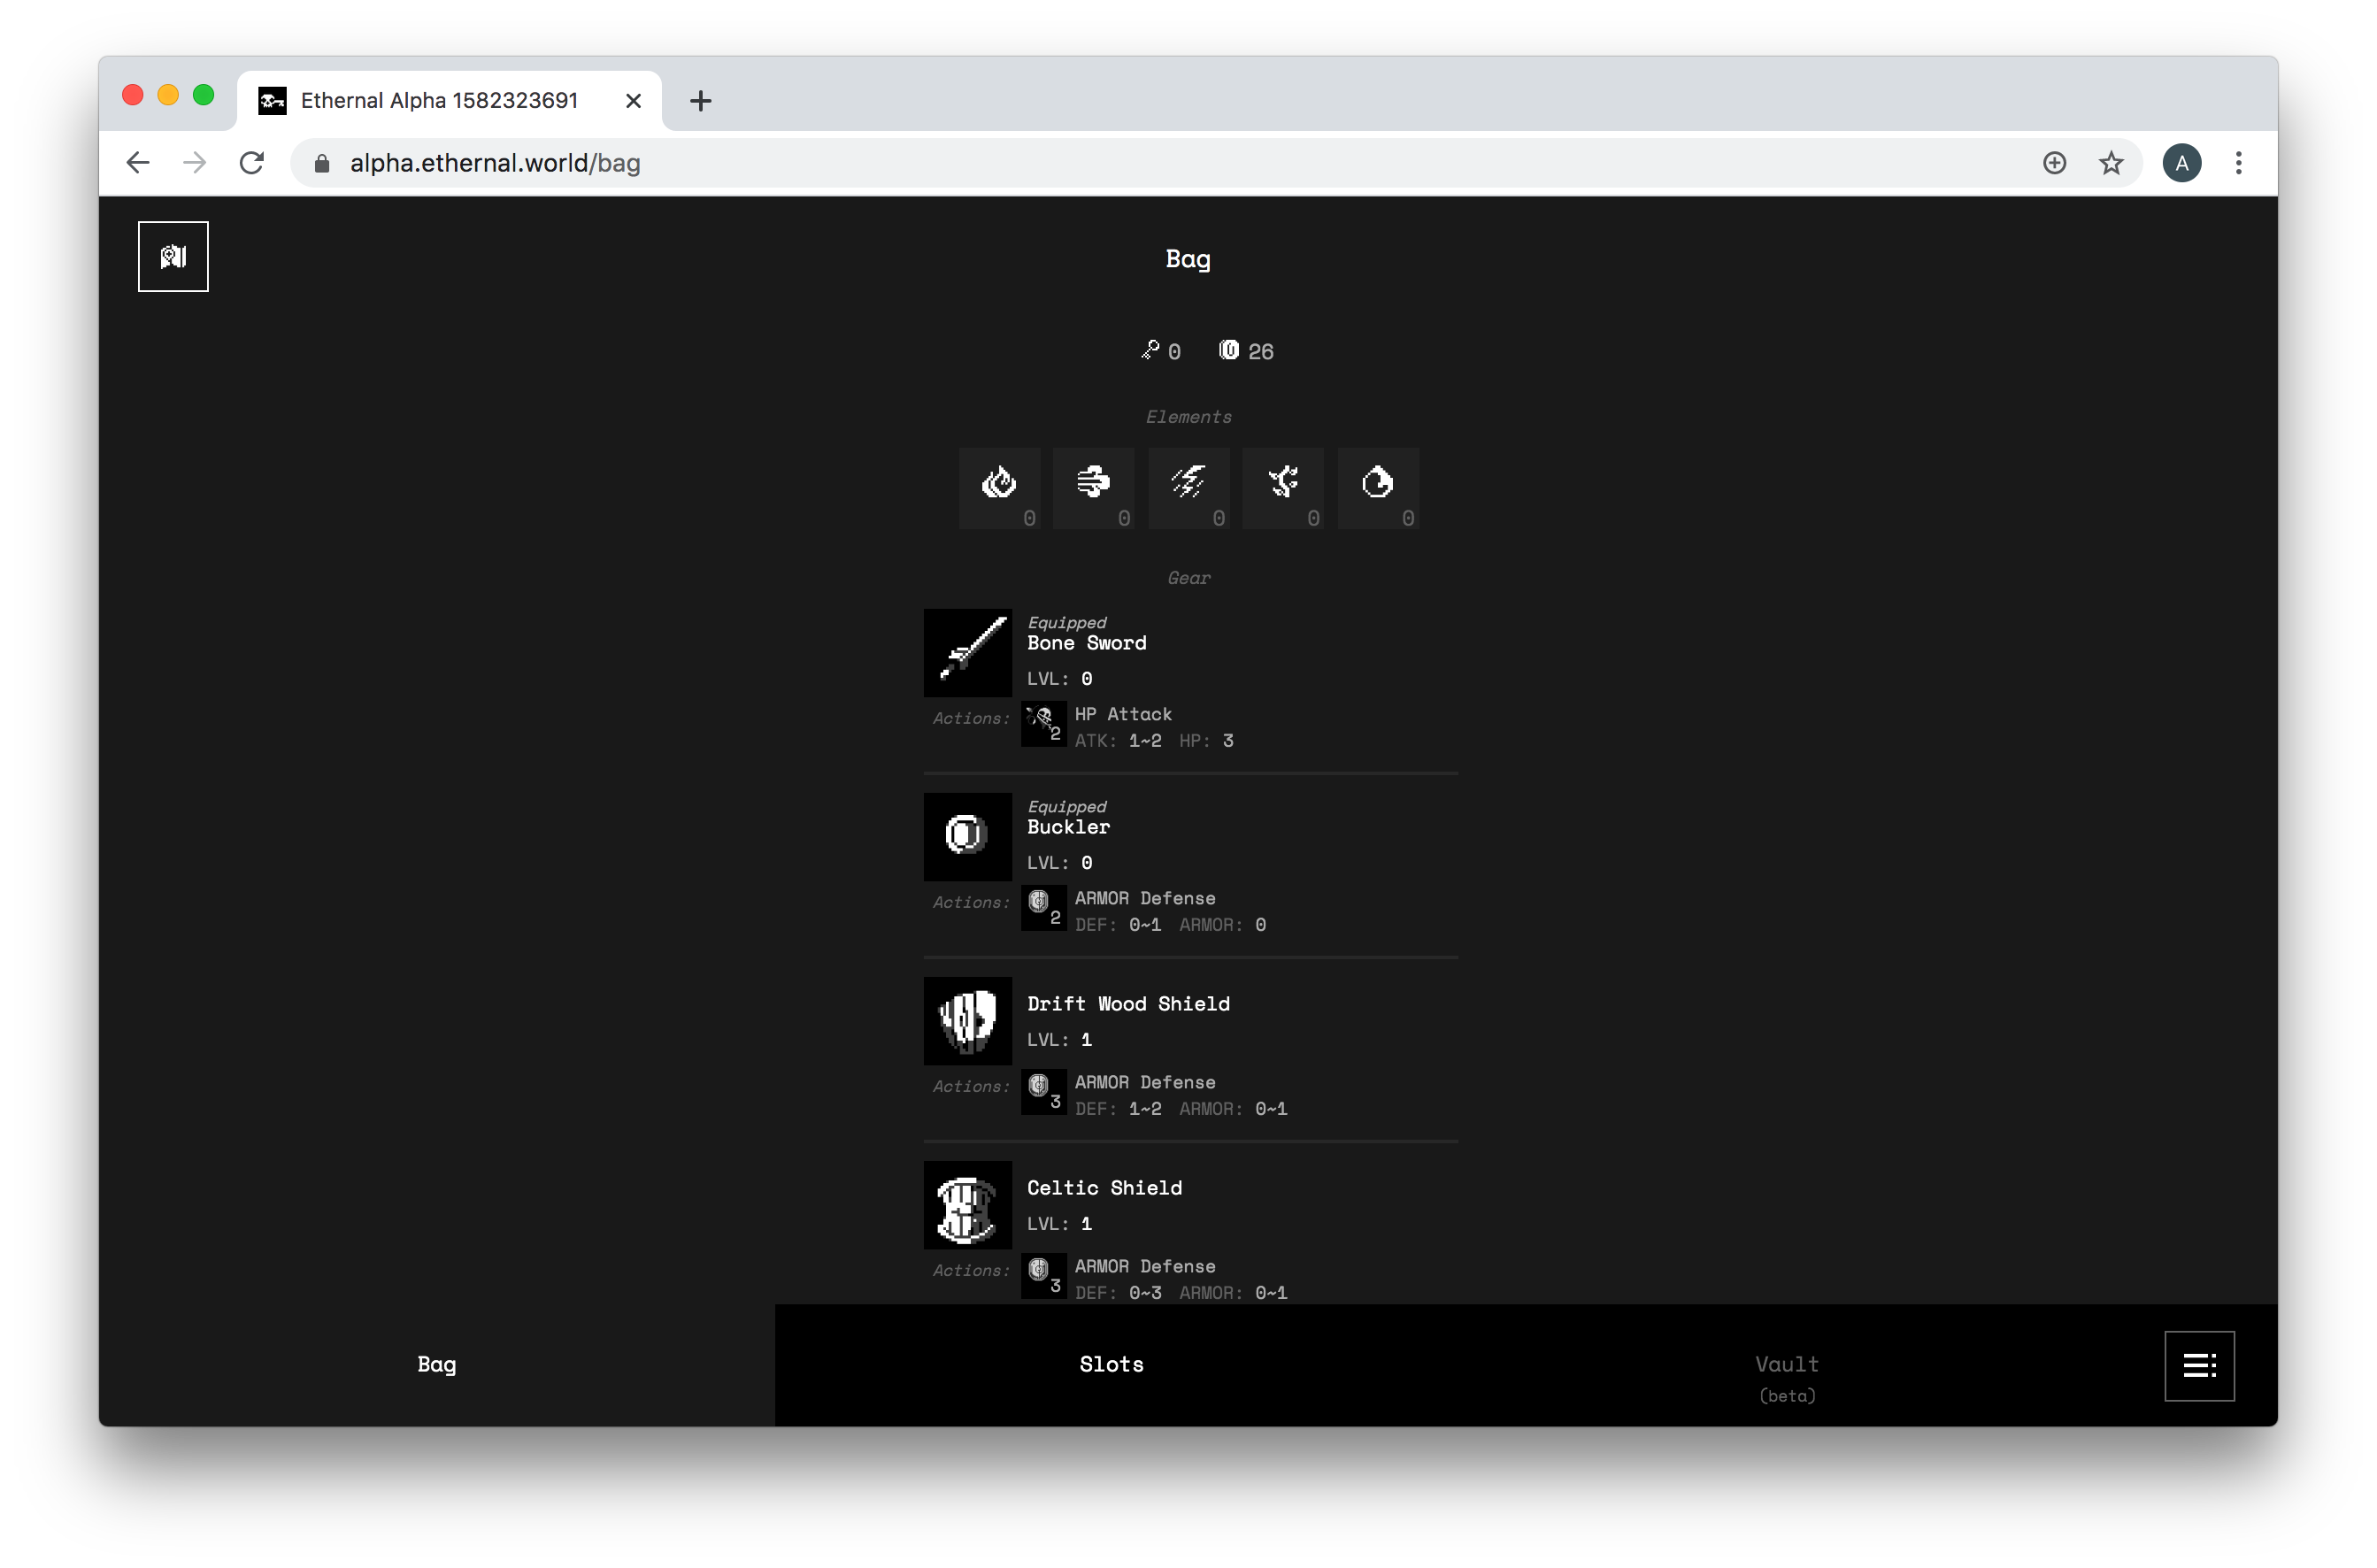 Ethernal Alpha 1582323691
alpha.ethernal.world/bag
A
Bag
0 26
Elements
0 0 0 0 0
Gear
Equipped
Bone Sword
LVL: 0
Actions: 2 HP Attack
ATK: 1~2 HP: 3
Equipped
Buckler
LVL: 0
Actions: 2 ARMOR Defense
DEF: 0~1 ARMOR: 0
Drift Wood Shield
LVL: 1
Actions: 3 ARMOR Defense
DEF: 1~2 ARMOR: 0~1
Celtic Shield
LVL: 1
Actions: 3 ARMOR Defense
DEF: 0~3 ARMOR: 0~1
Bag Slots Vault
(beta)